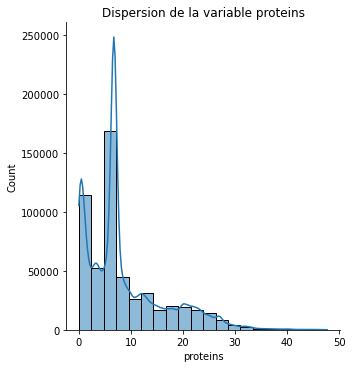 Dispersion de la variable proteins
250000
200000
150000
100000
50000
0
Count
0 10 20 30 40 50
proteins